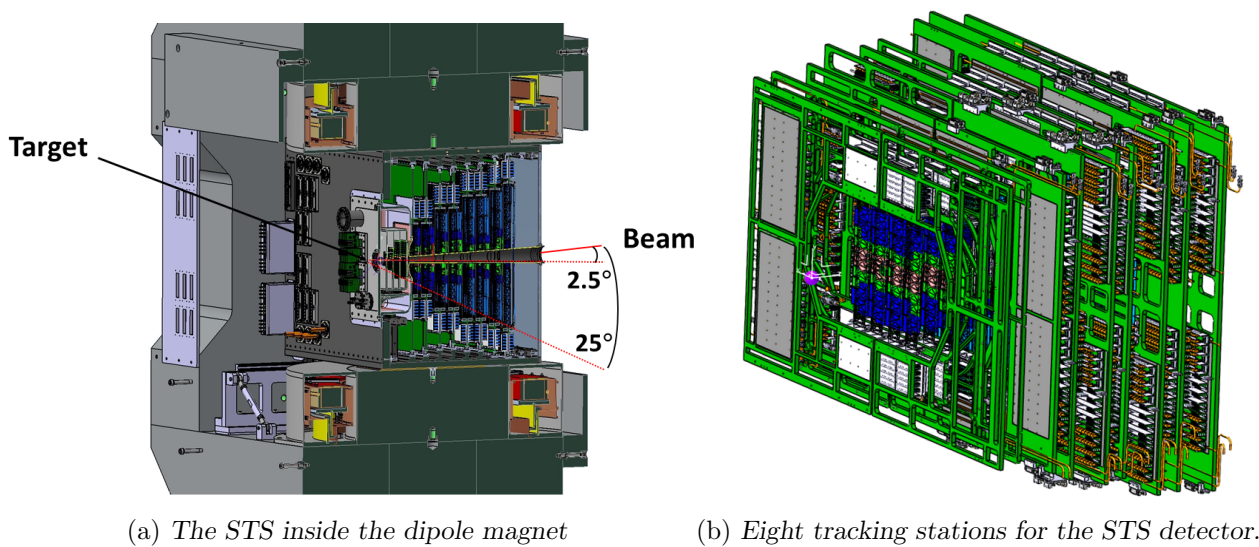 Target
Beam
2.5°
25°
(a) The STS inside the dipole magnet
(b) Eight tracking stations for the STS detector.